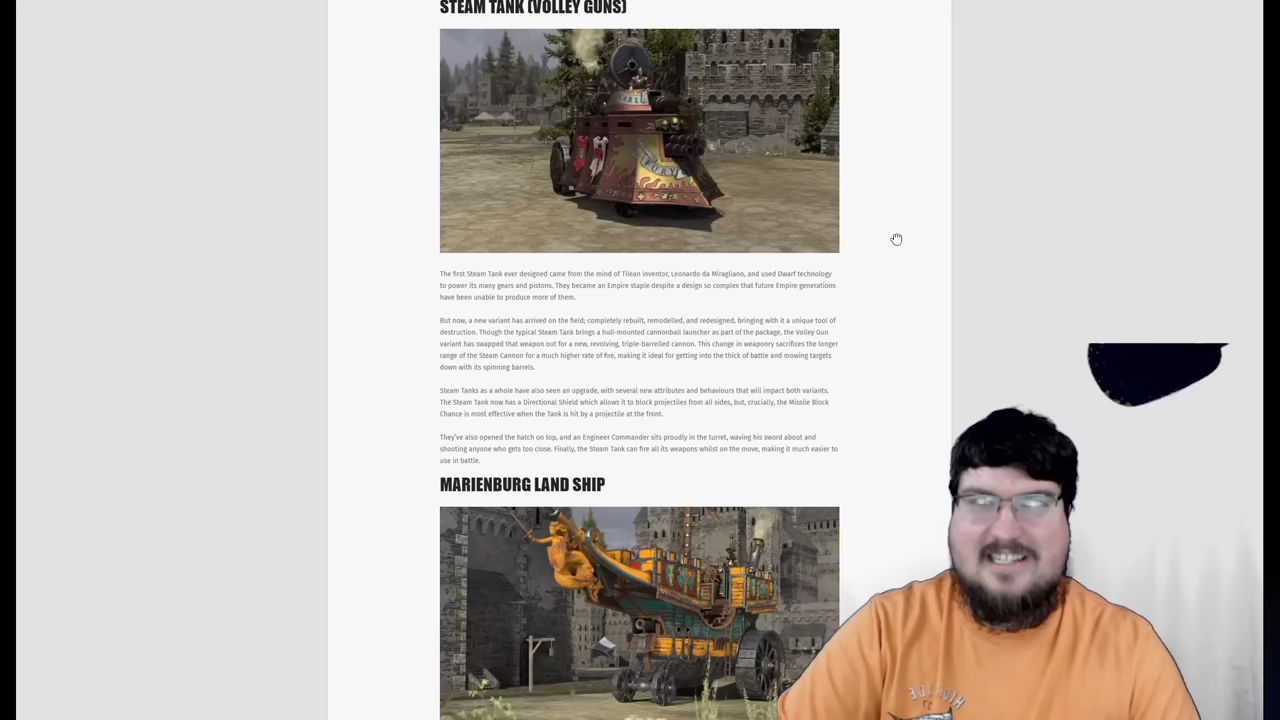 STEAM TANK (VOLLEY GUNS)
FURY
The first Steam Tank ever designed came from the mind of Tilean inventor, Leonardo da Miragliano, and used Dwarf technology
to power its many gears and pistons. They became an Empire staple despite a design so complex that future Empire generations
have been unable to produce more of them.
But now, a new variant has arrived on the field; completely rebuilt, remodelled, and redesigned, bringing with it a unique tool of
destruction. Though the typical Steam Tank brings a hull-mounted cannonball launcher as part of the package, the Volley Gun
variant has swapped that weapon out for a new, revolving, triple-barrelled cannon. This change in weaponry sacrifices the longer
range of the Steam Cannon for a much higher rate of fire, making it ideal for getting into the thick of battle and mowing targets
down with its spinning barrels.
Steam Tanks as a whole have also seen an upgrade, with several new attributes and behaviours that will impact both variants.
The Steam Tank now has a Directional Shield which allows it to block projectiles from all sides, but, crucially, the Missile Block
Chance is most effective when the Tank is hit by a projectile at the front.
They've also opened the hatch on top, and an Engineer Commander sits proudly in the turret, waving his sword about and
shooting anyone who gets too close. Finally, the Steam Tank can fire all its weapons whilst on the move, making it much easier to
use in battle.
MARIENBURG LAND SHIP